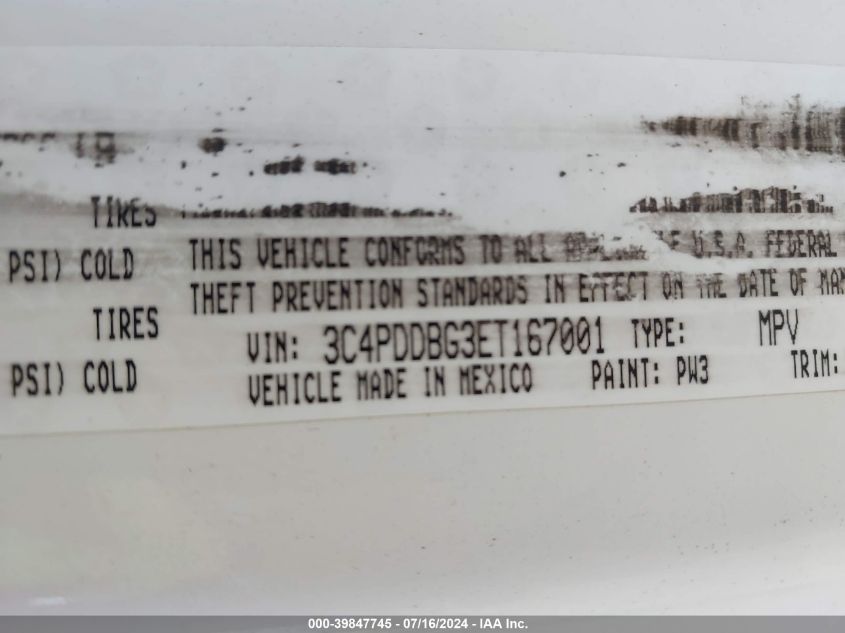 TIRES
THIS VEHICLE CONFORMS TO ALL U.S.A. FEDERAL
PSI) COLD
THEFT PREVENTION STANDARDS IN EFFECT ON THE DATE OF MAN
TIRES
VIN: 3C4PDDBG3ET167001 TYPE: MPV
PSI) COLD
VEHICLE MADE IN MEXICO PAINT: PW3 TRIM:
000-39847745 - 07/16/2024 - IAA Inc.